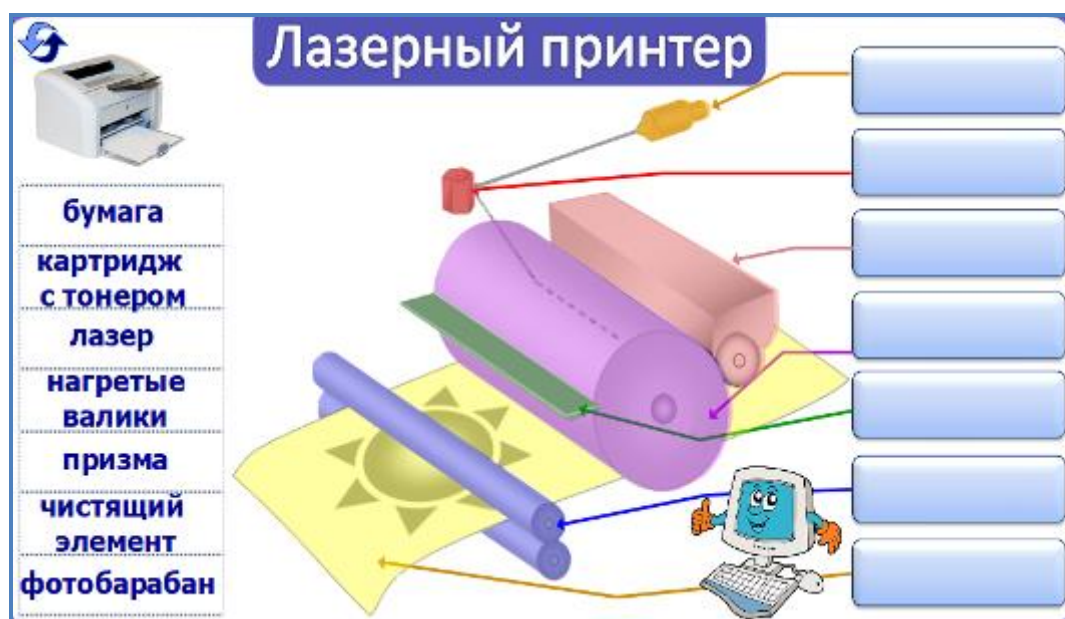 Лазерный принтер
бумага
картридж
с тонером
лазер
нагретые
валики
призма
чистящий
элемент
фотобарабан